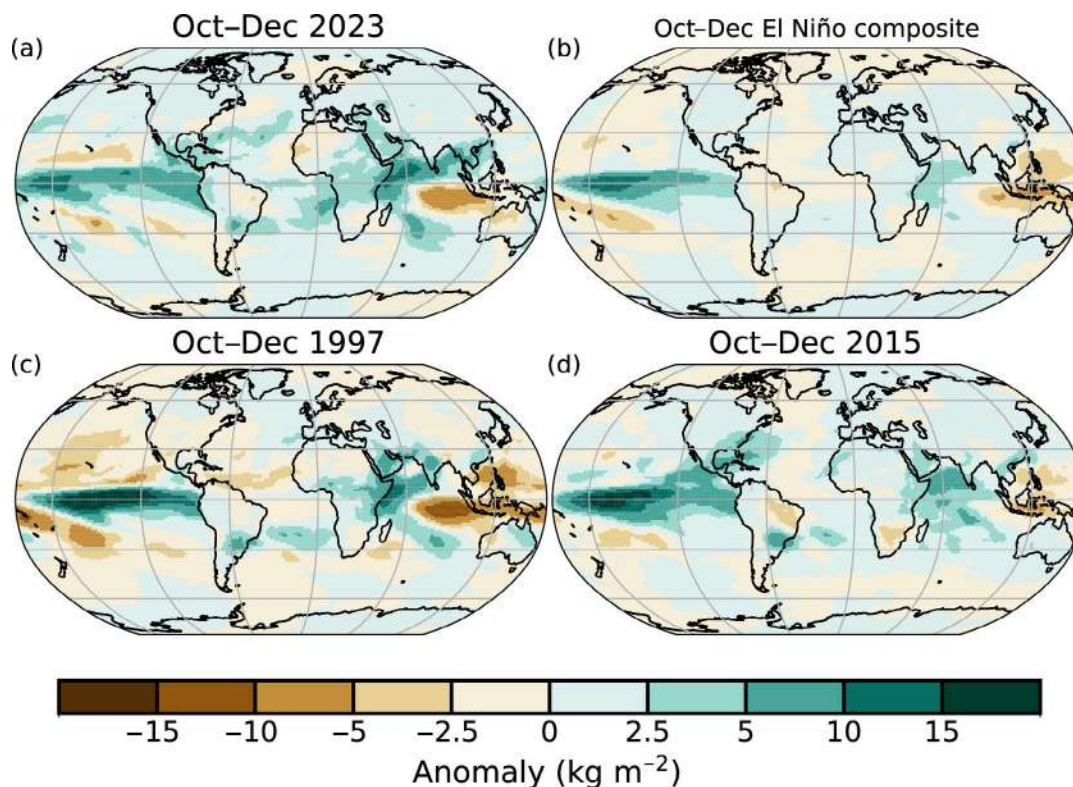 Oct–Dec 2023
(a)
Oct–Dec El Niño composite
(b)
Oct–Dec 1997
(c)
Oct–Dec 2015
(d)
−15 −10 −5 −2.5 0 2.5 5 10 15
Anomaly (kg m⁻²)